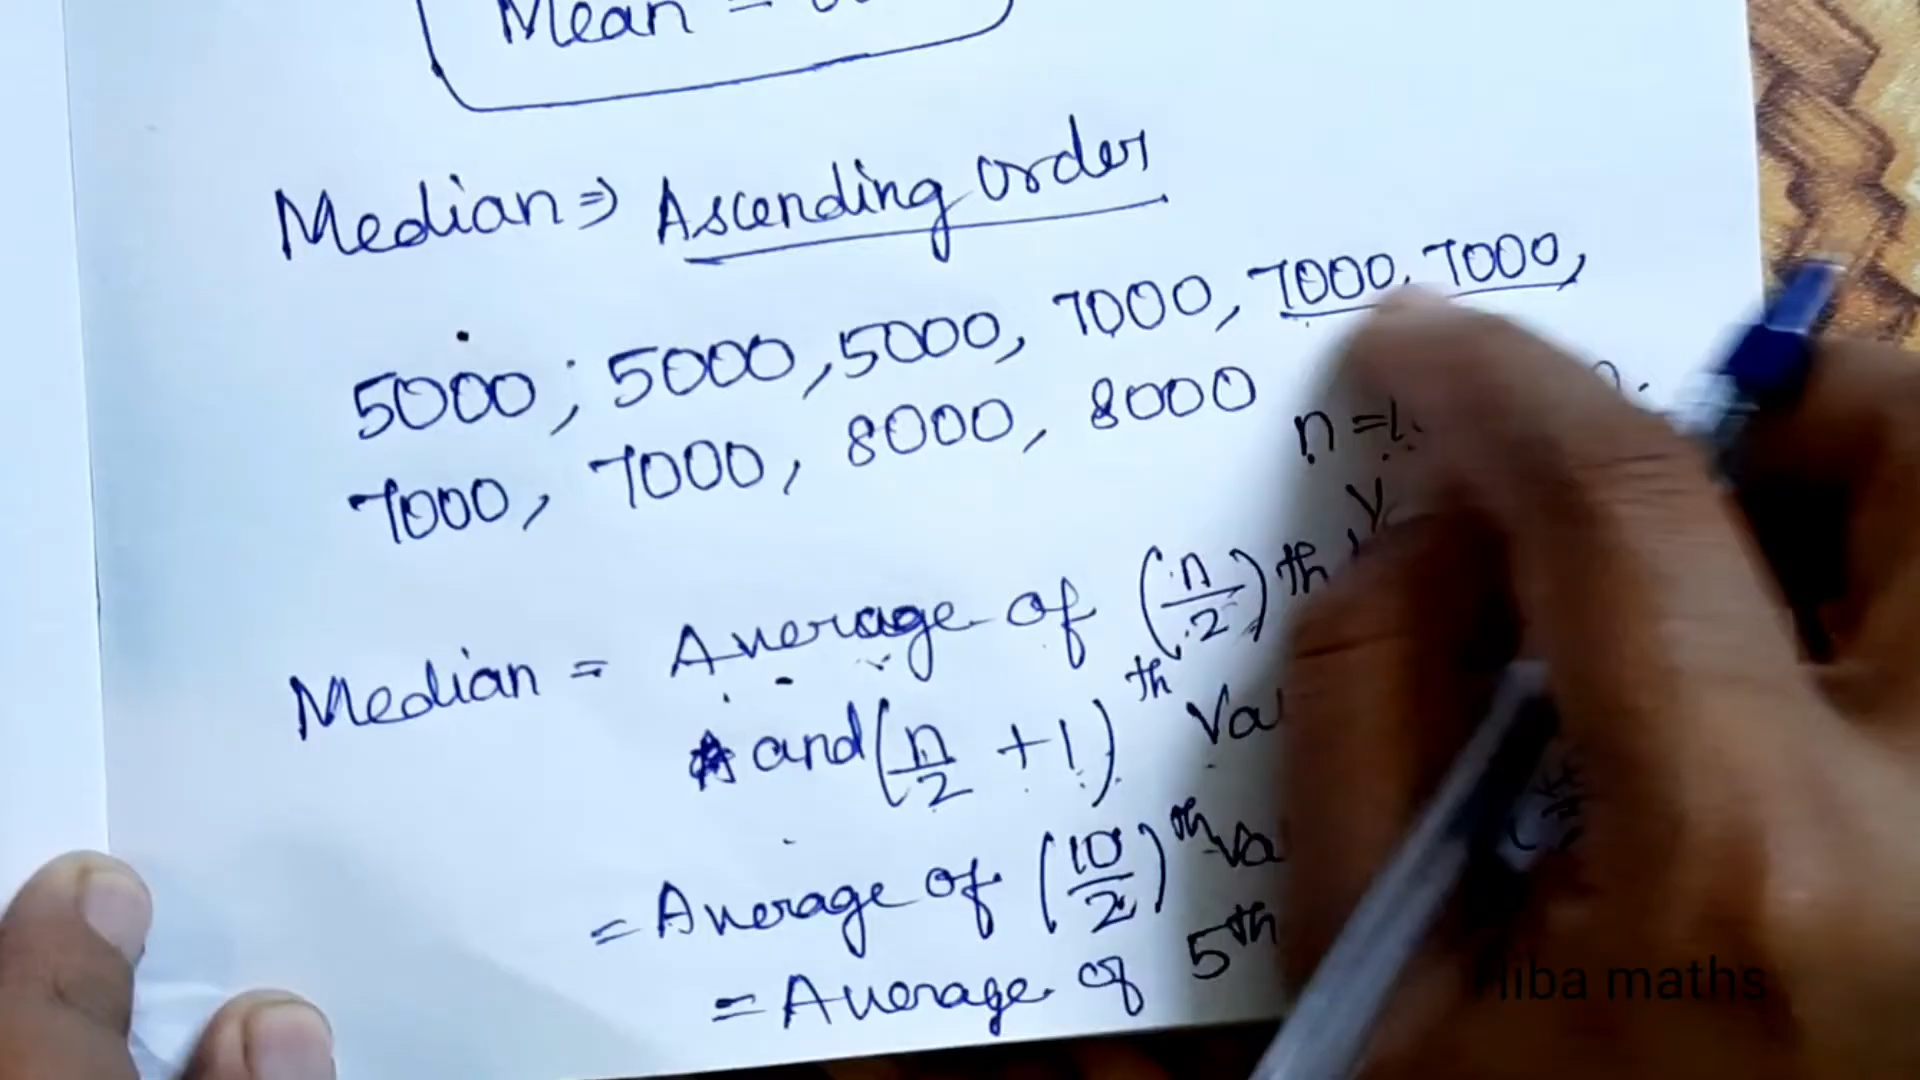 Mean =
Median ⇒ Ascending order
5000, 5000, 5000, 7000, 7000, 7000,
7000, 7000, 8000, 8000
n =
Median = Average of (n/2)th
and (n/2 + 1)th
= Average of (10/2)th
= Average of 5th
Hiba maths